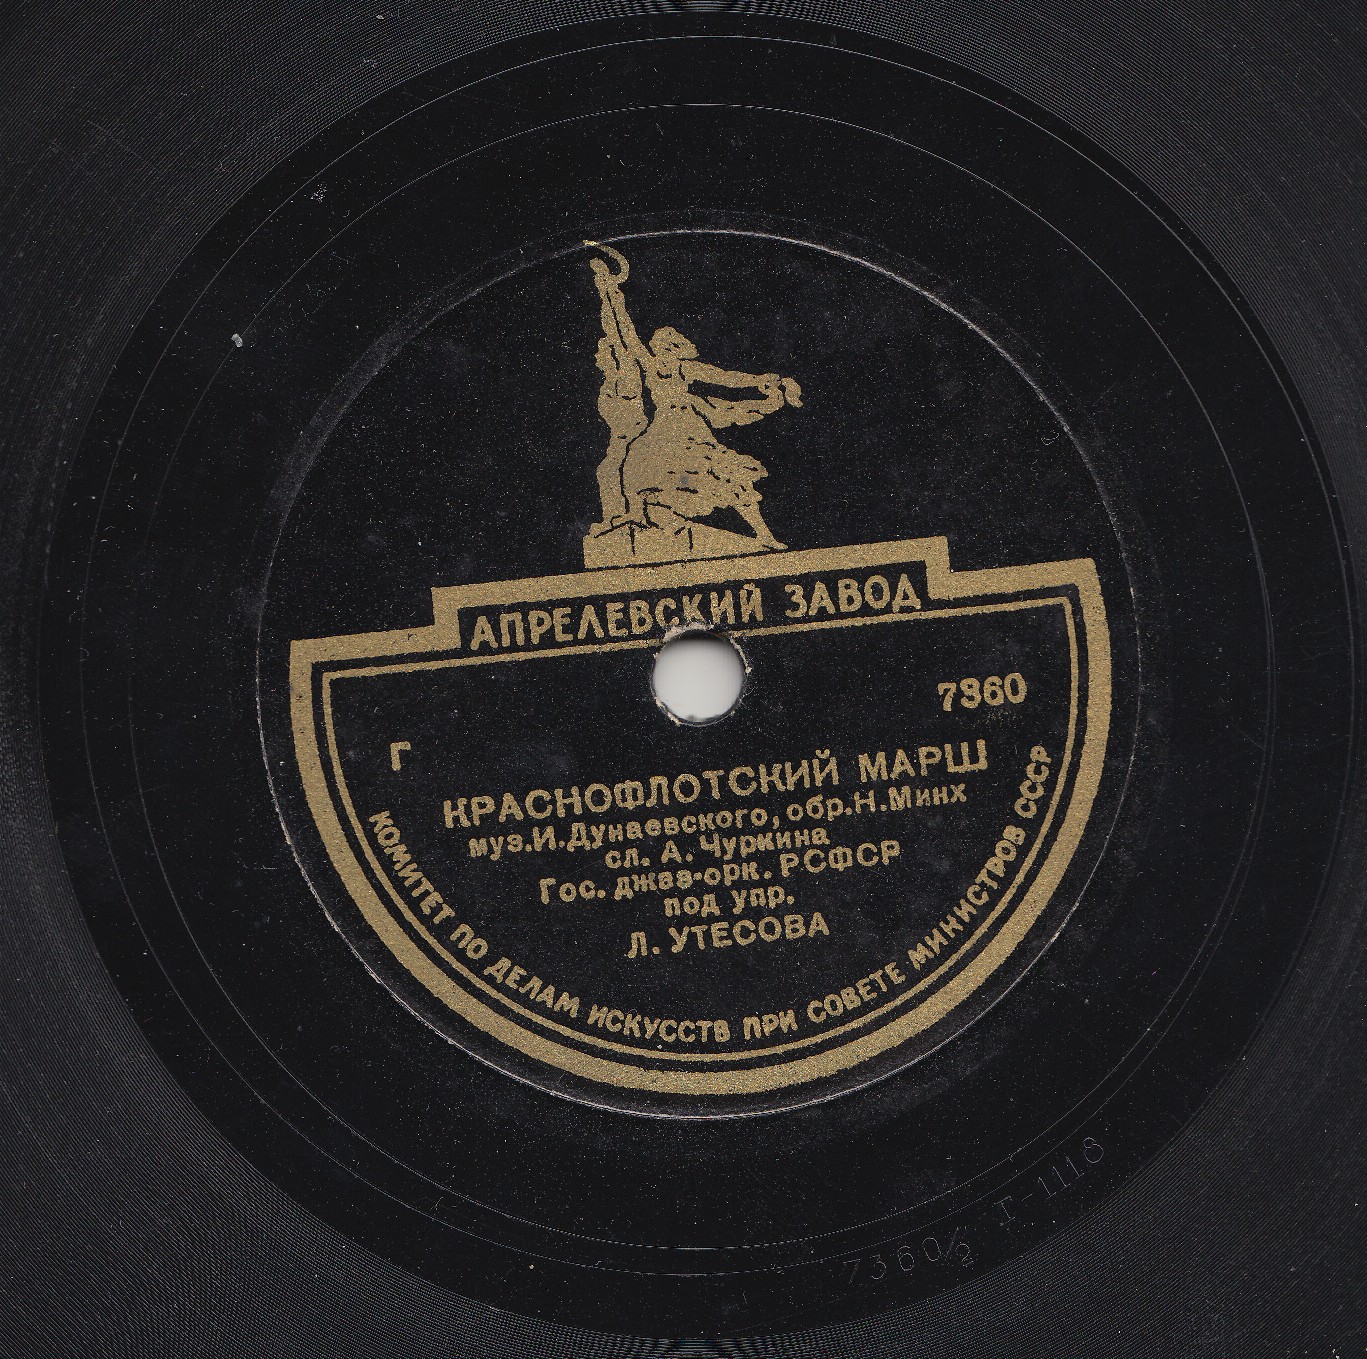 АПРЕЛЕВСКИЙ ЗАВОД
7360
Г
КРАСНОФЛОТСКИЙ МАРШ
муз.И.Дунаевского, обр.Н.Минх
сл. А. Чуркина
Гос. джаз-орк. РСФСР
под упр.
Л. УТЕСОВА
КОМИТЕТ ПО ДЕЛАМ ИСКУССТВ ПРИ СОВЕТЕ МИНИСТРОВ СССР
7360/2 Г-1118